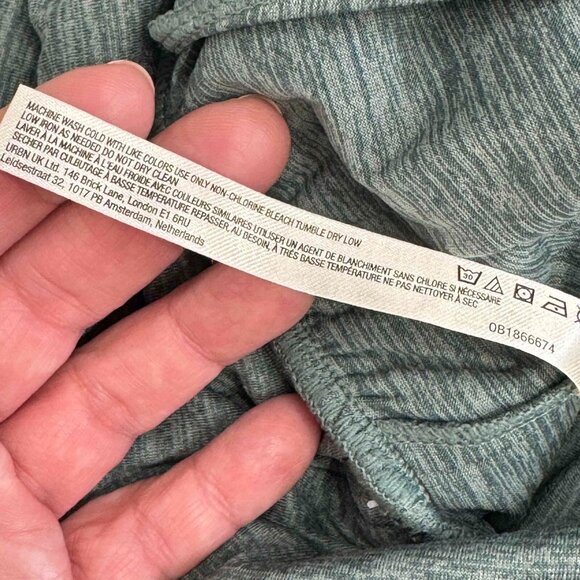 MACHINE WASH COLD WITH LIKE COLORS USE ONLY NON-CHLORINE BLEACH TUMBLE DRY LOW
LOW IRON AS NEEDED DO NOT DRY CLEAN
LAVER À LA MACHINE À L'EAU FROIDE AVEC COULEURS SIMILAIRES UTILISER UN AGENT DE BLANCHIMENT SANS CHLORE SI NÉCESSAIRE
SECHER PAR CULBUTAGE À BASSE TEMPÉRATURE REPASSER, AU BESOIN, À TRÈS BASSE TEMPÉRATURE NE PAS NETTOYER À SEC
URBN UK Ltd. 146 Brick Lane, London E1 6RU
Leidsestraat 32, 1017 PB Amsterdam, Netherlands
30
0B1866674